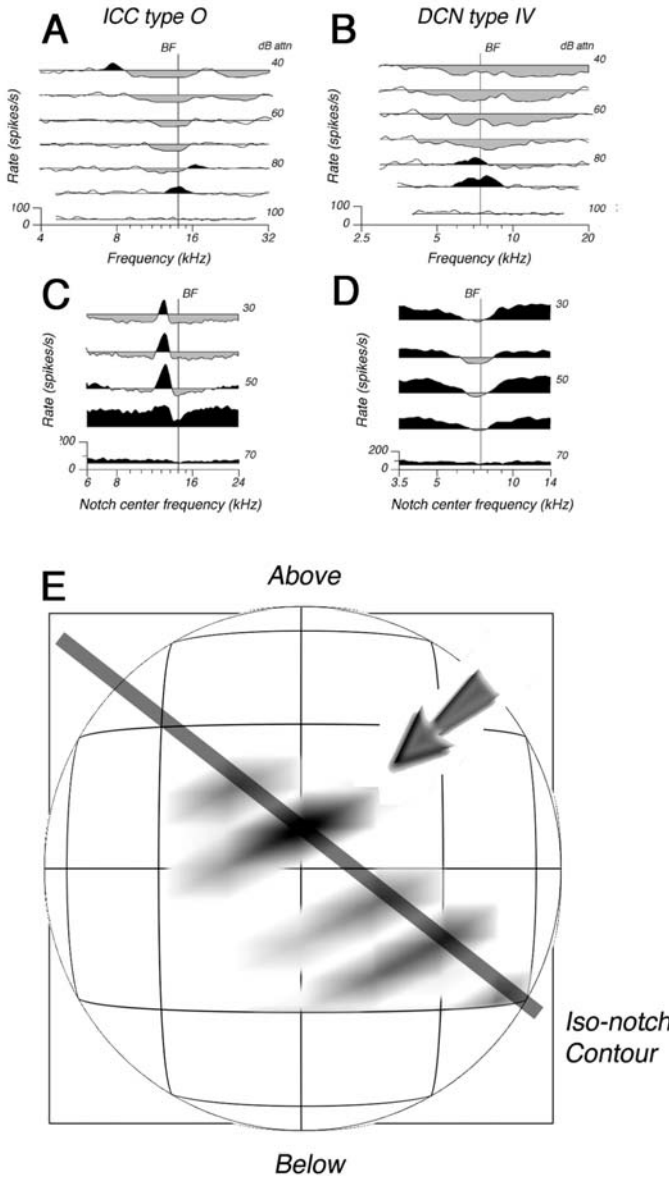 A
ICC type O
B
DCN type IV
BF
dB attn
BF
dB attn
40
40
60
60
80
80
100
100
100
0
100
0
Rate (spikes/s)
Rate (spikes/s)
4
8
16
32
2.5
5
10
20
Frequency (kHz)
Frequency (kHz)
C
BF
D
BF
30
30
50
50
70
70
200
0
200
0
Rate (spikes/s)
Rate (spikes/s)
6
8
16
24
3.5
5
10
14
Notch center frequency (kHz)
Notch center frequency (kHz)
E
Above
Iso-notch
Contour
Below